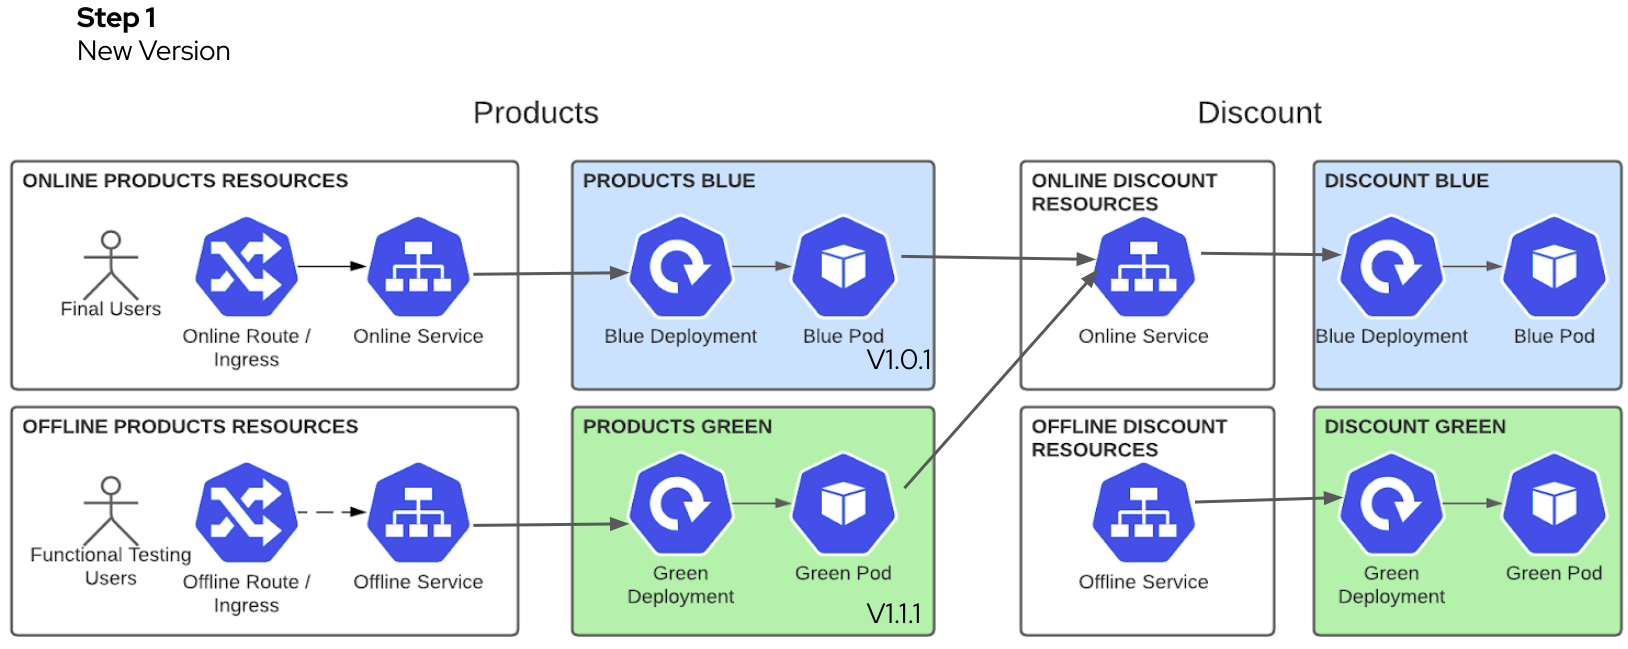 Step 1
New Version
Products
Discount
ONLINE PRODUCTS RESOURCES
Final Users
Online Route /
Ingress
Online Service
PRODUCTS BLUE
Blue Deployment
Blue Pod
V1.0.1
ONLINE DISCOUNT
RESOURCES
Online Service
DISCOUNT BLUE
Blue Deployment
Blue Pod
OFFLINE PRODUCTS RESOURCES
Functional Testing
Users
Offline Route /
Ingress
Offline Service
PRODUCTS GREEN
Green
Deployment
Green Pod
V1.1.1
OFFLINE DISCOUNT
RESOURCES
Offline Service
DISCOUNT GREEN
Green
Deployment
Green Pod